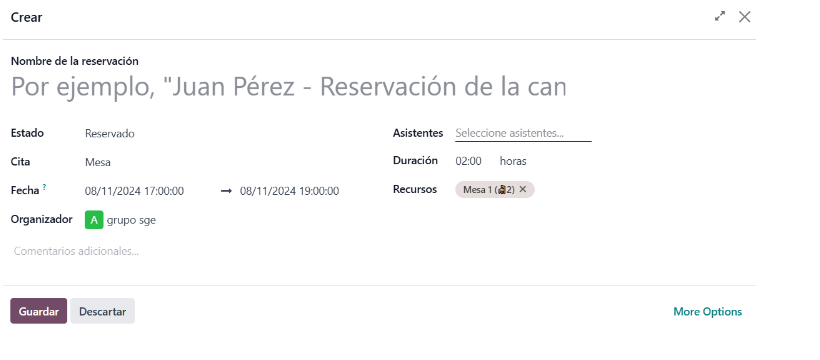 Crear
Nombre de la reservación
Por ejemplo, "Juan Pérez - Reservación de la can
Estado Reservado
Asistentes Seleccione asistentes...
Cita Mesa
Duración 02:00 horas
Fecha ? 08/11/2024 17:00:00 → 08/11/2024 19:00:00
Recursos Mesa 1 (🪑2) ✕
Organizador A grupo sge
Comentarios adicionales...
Guardar Descartar More Options